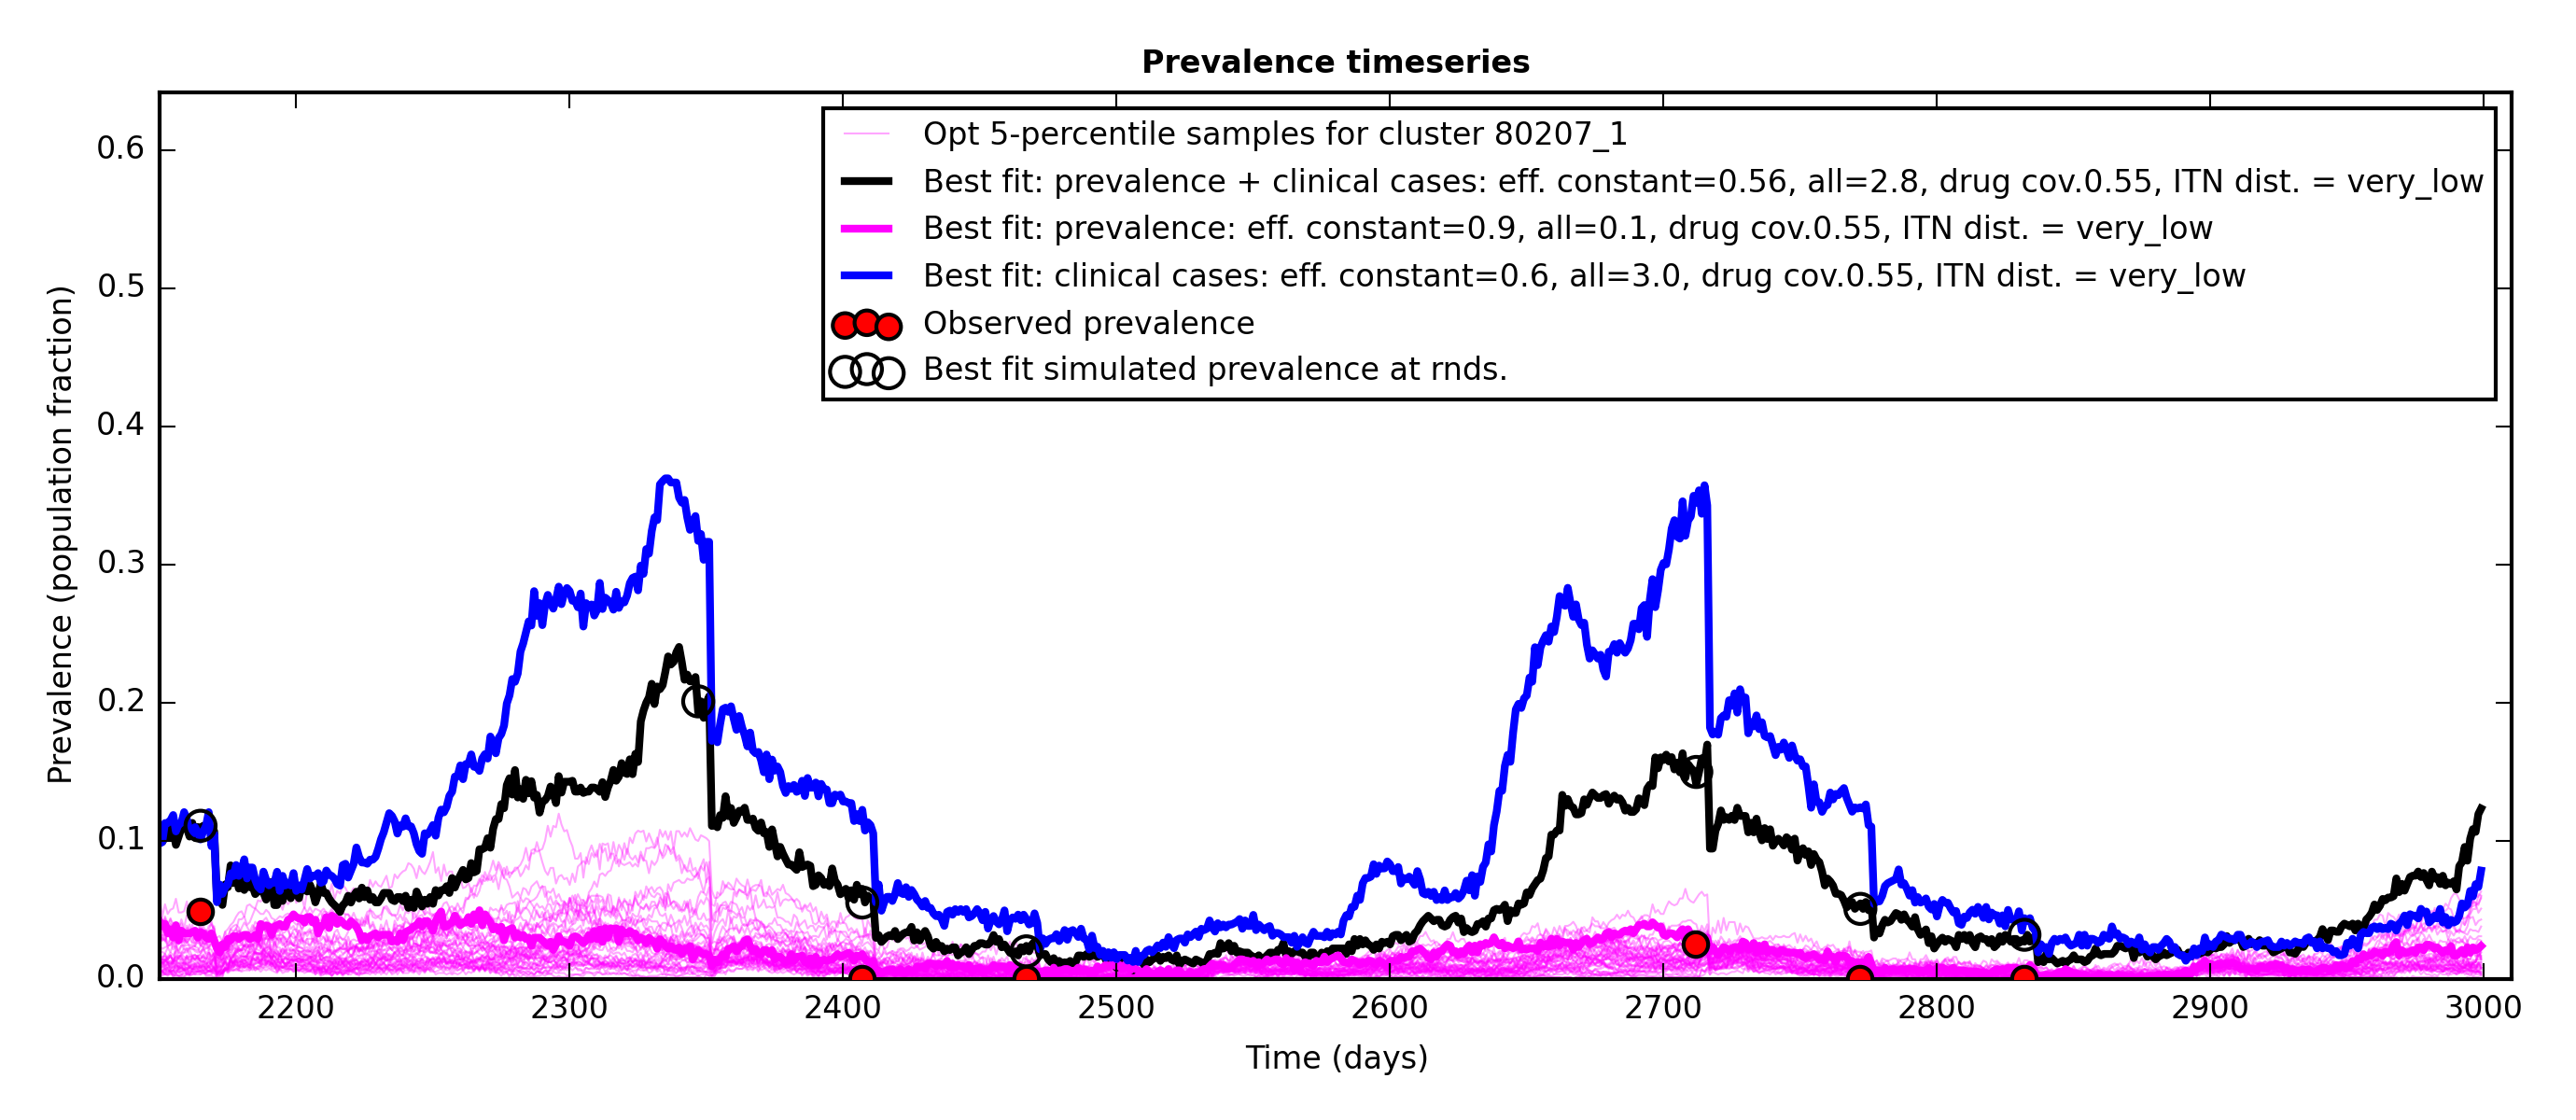 Prevalence timeseries
Opt 5-percentile samples for cluster 80207_1
Best fit: prevalence + clinical cases: eff. constant=0.56, all=2.8, drug cov.0.55, ITN dist. = very_low
Best fit: prevalence: eff. constant=0.9, all=0.1, drug cov.0.55, ITN dist. = very_low
Best fit: clinical cases: eff. constant=0.6, all=3.0, drug cov.0.55, ITN dist. = very_low
Observed prevalence
Best fit simulated prevalence at rnds.
Prevalence (population fraction)
0.6
0.5
0.4
0.3
0.2
0.1
0.0
2200 2300 2400 2500 2600 2700 2800 2900 3000
Time (days)